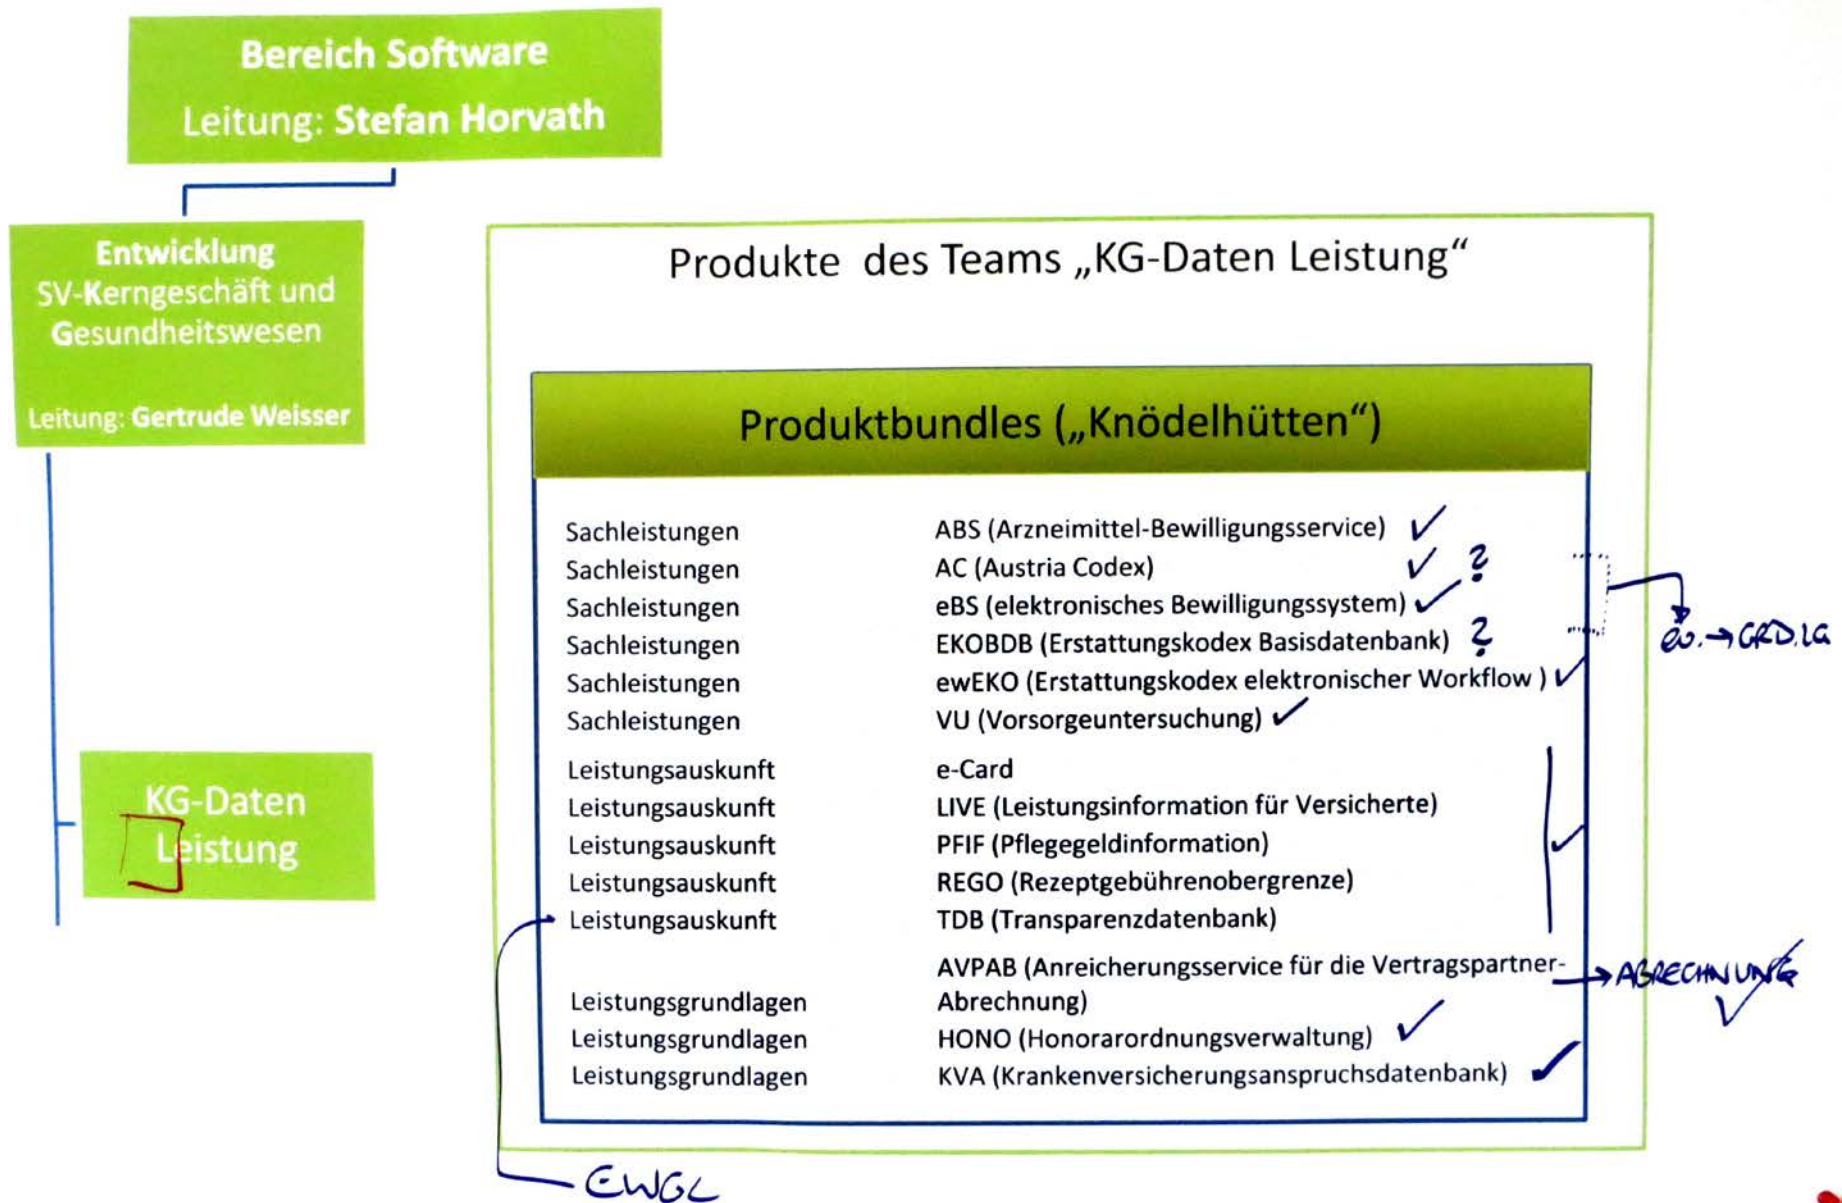 Bereich Software
Leitung: Stefan Horvath
Entwicklung
SV-Kerngeschäft und
Gesundheitswesen
Leitung: Gertrude Weisser
KG-Daten
Leistung
Produkte des Teams „KG-Daten Leistung“
Produktbundles („Knödelhütten“)
Sachleistungen ABS (Arzneimittel-Bewilligungsservice) ✓
Sachleistungen AC (Austria Codex) ✓ ?
Sachleistungen eBS (elektronisches Bewilligungssystem) ✓
Sachleistungen EKOBDB (Erstattungskodex Basisdatenbank) ?
Sachleistungen ewEKO (Erstattungskodex elektronischer Workflow ) ✓
Sachleistungen VU (Vorsorgeuntersuchung) ✓
ev. → GRD.LG
Leistungsauskunft e-Card
Leistungsauskunft LIVE (Leistungsinformation für Versicherte)
Leistungsauskunft PFIF (Pflegegeldinformation) ✓
Leistungsauskunft REGO (Rezeptgebührenobergrenze)
Leistungsauskunft TDB (Transparenzdatenbank)
AVPAB (Anreicherungsservice für die Vertragspartner- → ABRECHNUNG ✓
Leistungsgrundlagen Abrechnung)
Leistungsgrundlagen HONO (Honorarordnungsverwaltung) ✓
Leistungsgrundlagen KVA (Krankenversicherungsanspruchsdatenbank) ✓
EWGL